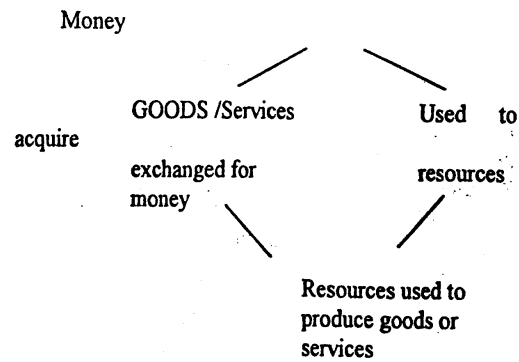 Money
GOODS /Services
Used to
acquire
exchanged for
money
resources
Resources used to
produce goods or
services